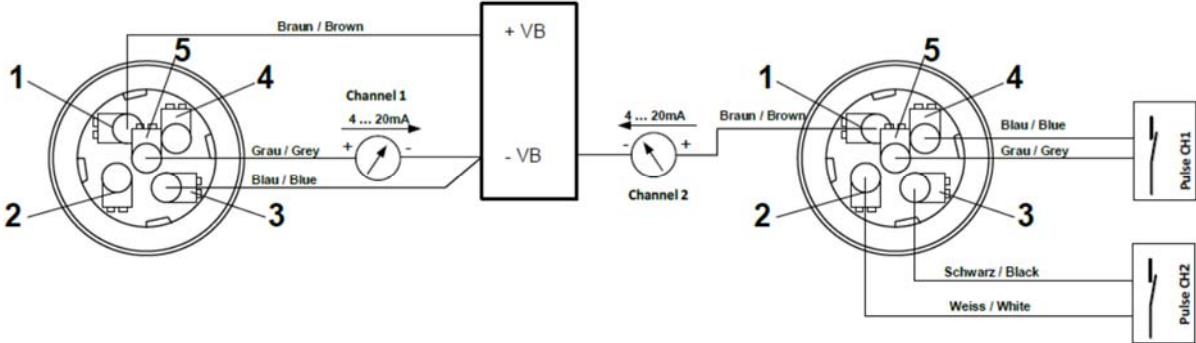 Braun / Brown
+ VB
1
5
4
Channel 1
4 ... 20mA
+
-
Grau / Grey
Blau / Blue
2
3
- VB
4 ... 20mA
-
+
Channel 2
Braun / Brown
1
5
4
Blau / Blue
Grau / Grey
Pulse CH1
2
3
Schwarz / Black
Weiss / White
Pulse CH2